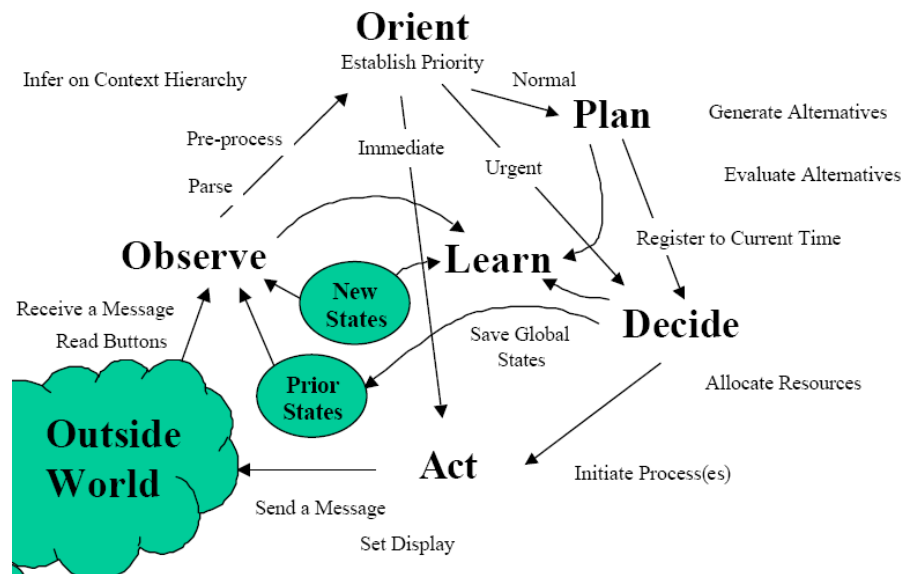 Orient
Establish Priority
Infer on Context Hierarchy
Normal
Plan
Generate Alternatives
Pre-process
Immediate
Urgent
Evaluate Alternatives
Parse
Observe
Learn
Register to Current Time
New
States
Receive a Message
Read Buttons
Save Global
States
Decide
Prior
States
Allocate Resources
Outside
World
Act
Initiate Process(es)
Send a Message
Set Display